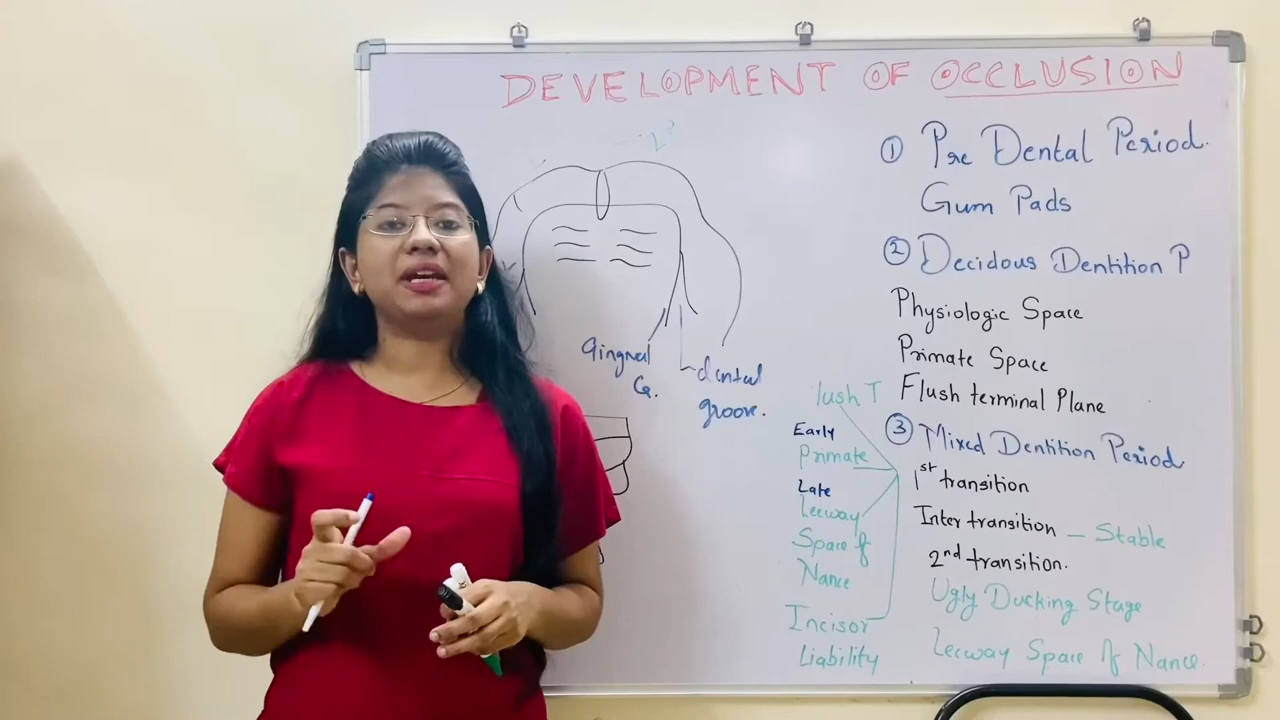 DEVELOPMENT OF OCCLUSION
① Pre Dental Period.
Gum Pads
② Decidous Dentition P
Physiologic Space
Primate Space
Flush terminal Plane
③ Mixed Dentition Period
1st transition
Inter transition – Stable
2nd transition.
Ugly Ducking Stage
Leeway Space of Nance.
dental
groove.
G.
lush T
Early
Primate
Late
Leeway
Space of
Nance
Incisor
Liability